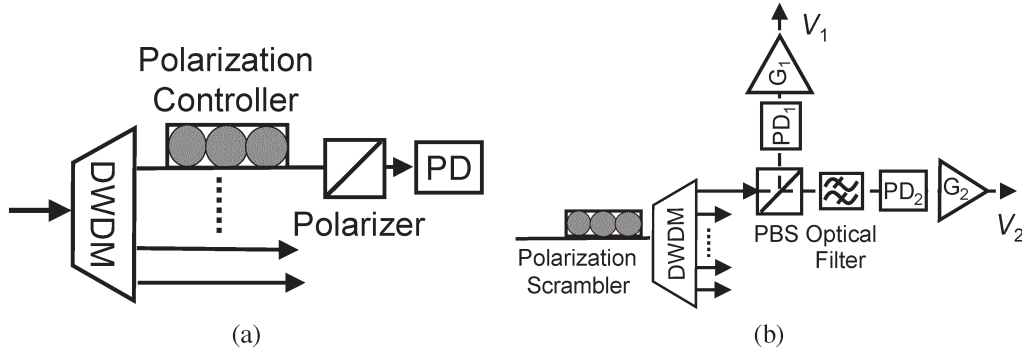 Polarization
Controller
DWDM
PD
Polarizer
(a)
V1
G1
PD1
G2
PD2
V2
PBS Optical
Filter
DWDM
Polarization
Scrambler
(b)